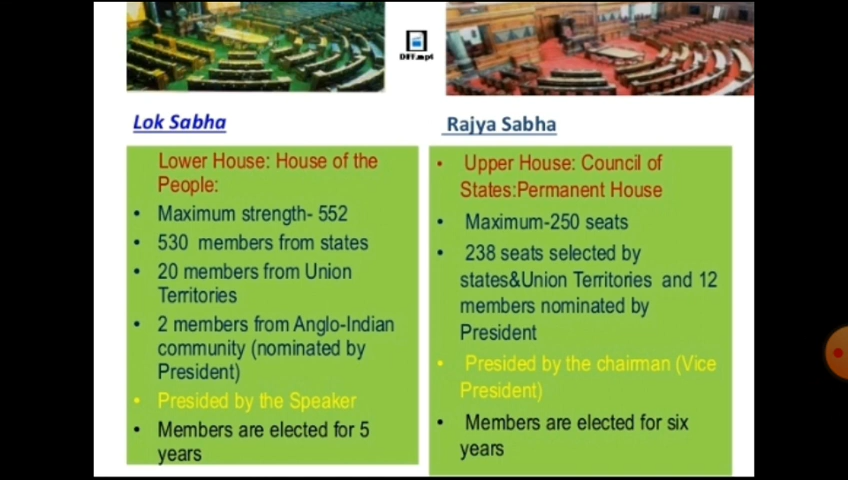 DFF.mp4
Lok Sabha
Lower House: House of the
People:
• Maximum strength- 552
• 530 members from states
• 20 members from Union
Territories
• 2 members from Anglo-Indian
community (nominated by
President)
• Presided by the Speaker
• Members are elected for 5
years
Rajya Sabha
• Upper House: Council of
States:Permanent House
• Maximum-250 seats
• 238 seats selected by
states&Union Territories and 12
members nominated by
President
• Presided by the chairman (Vice
President)
• Members are elected for six
years